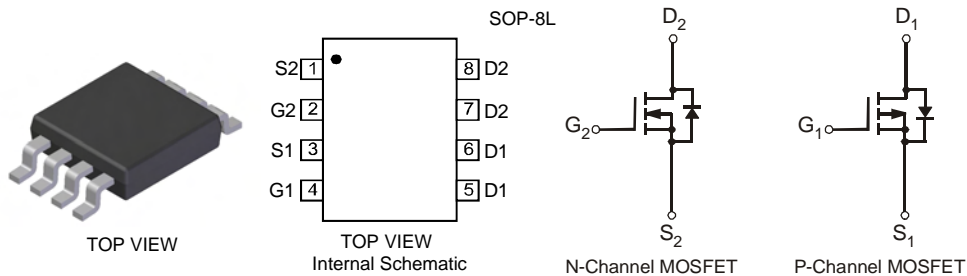 SOP-8L
D2
D1
S2 1 8 D2
G2 2 7 D2
S1 3 6 D1
G1 4 5 D1
G2
G1
S2
S1
TOP VIEW
TOP VIEW
Internal Schematic
N-Channel MOSFET
P-Channel MOSFET